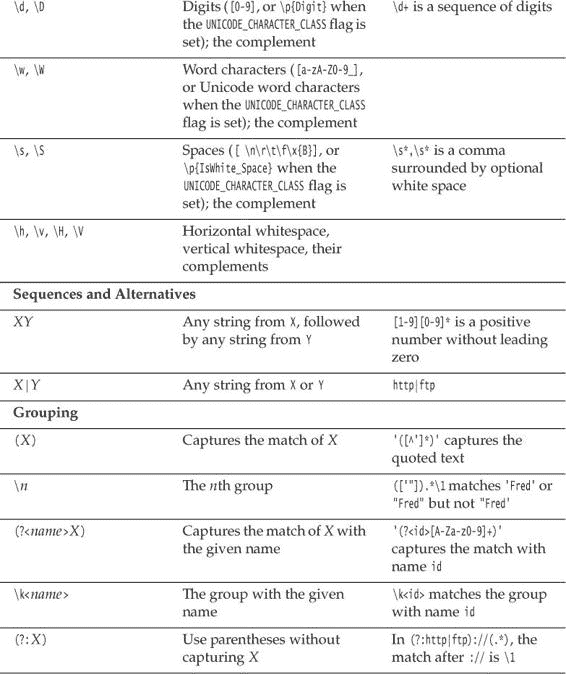 \d, \D Digits ([0-9], or \p{Digit} when \d+ is a sequence of digits
the UNICODE_CHARACTER_CLASS flag is
set); the complement
\w, \W Word characters ([a-zA-Z0-9_],
or Unicode word characters
when the UNICODE_CHARACTER_CLASS
flag is set); the complement
\s, \S Spaces ([ \n\r\t\f\x{B}], or \s*,\s* is a comma
\p{IsWhite_Space} when the surrounded by optional
UNICODE_CHARACTER_CLASS flag is white space
set); the complement
\h, \v, \H, \V Horizontal whitespace,
vertical whitespace, their
complements
Sequences and Alternatives
XY Any string from X, followed [1-9][0-9]* is a positive
by any string from Y number without leading
zero
X|Y Any string from X or Y http|ftp
Grouping
(X) Captures the match of X '([^']*)' captures the
quoted text
\n The nth group (['"]).*\1 matches 'Fred' or
"Fred" but not "Fred'
(?<name>X) Captures the match of X with '(?<id>[A-Za-z0-9]+)'
the given name captures the match with
name id
\k<name> The group with the given \k<id> matches the group
name with name id
(?:X) Use parentheses without In (?:http|ftp)://(.*), the
capturing X match after :// is \1